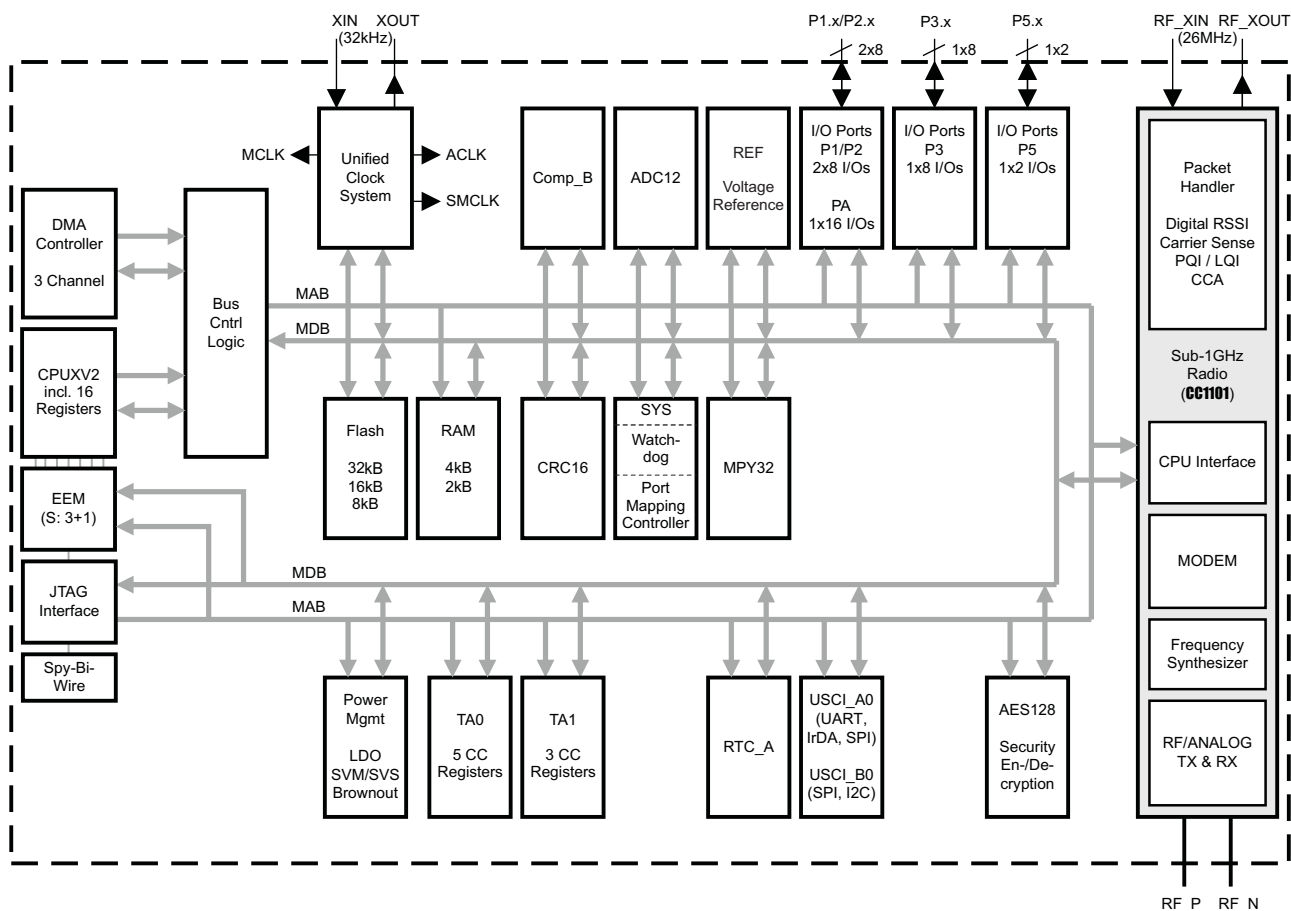 XIN XOUT
(32kHz)
P1.x/P2.x
2x8
P3.x
1x8
P5.x
1x2
RF_XIN RF_XOUT
(26MHz)
MCLK
Unified
Clock
System
ACLK
SMCLK
Comp_B
ADC12
REF
Voltage
Reference
I/O Ports
P1/P2
2x8 I/Os
PA
1x16 I/Os
I/O Ports
P3
1x8 I/Os
I/O Ports
P5
1x2 I/Os
Packet
Handler
Digital RSSI
Carrier Sense
PQI / LQI
CCA
DMA
Controller
3 Channel
Bus
Cntrl
Logic
MAB
MDB
CPUXV2
incl. 16
Registers
Sub-1GHz
Radio
(CC1101)
Flash
32kB
16kB
8kB
RAM
4kB
2kB
CRC16
SYS
Watch-
dog
Port
Mapping
Controller
MPY32
CPU Interface
EEM
(S: 3+1)
MODEM
JTAG
Interface
MDB
MAB
Spy-Bi-
Wire
Frequency
Synthesizer
Power
Mgmt
LDO
SVM/SVS
Brownout
TA0
5 CC
Registers
TA1
3 CC
Registers
RTC_A
USCI_A0
(UART,
IrDA, SPI)
USCI_B0
(SPI, I2C)
AES128
Security
En-/De-
cryption
RF/ANALOG
TX & RX
RF_P RF_N